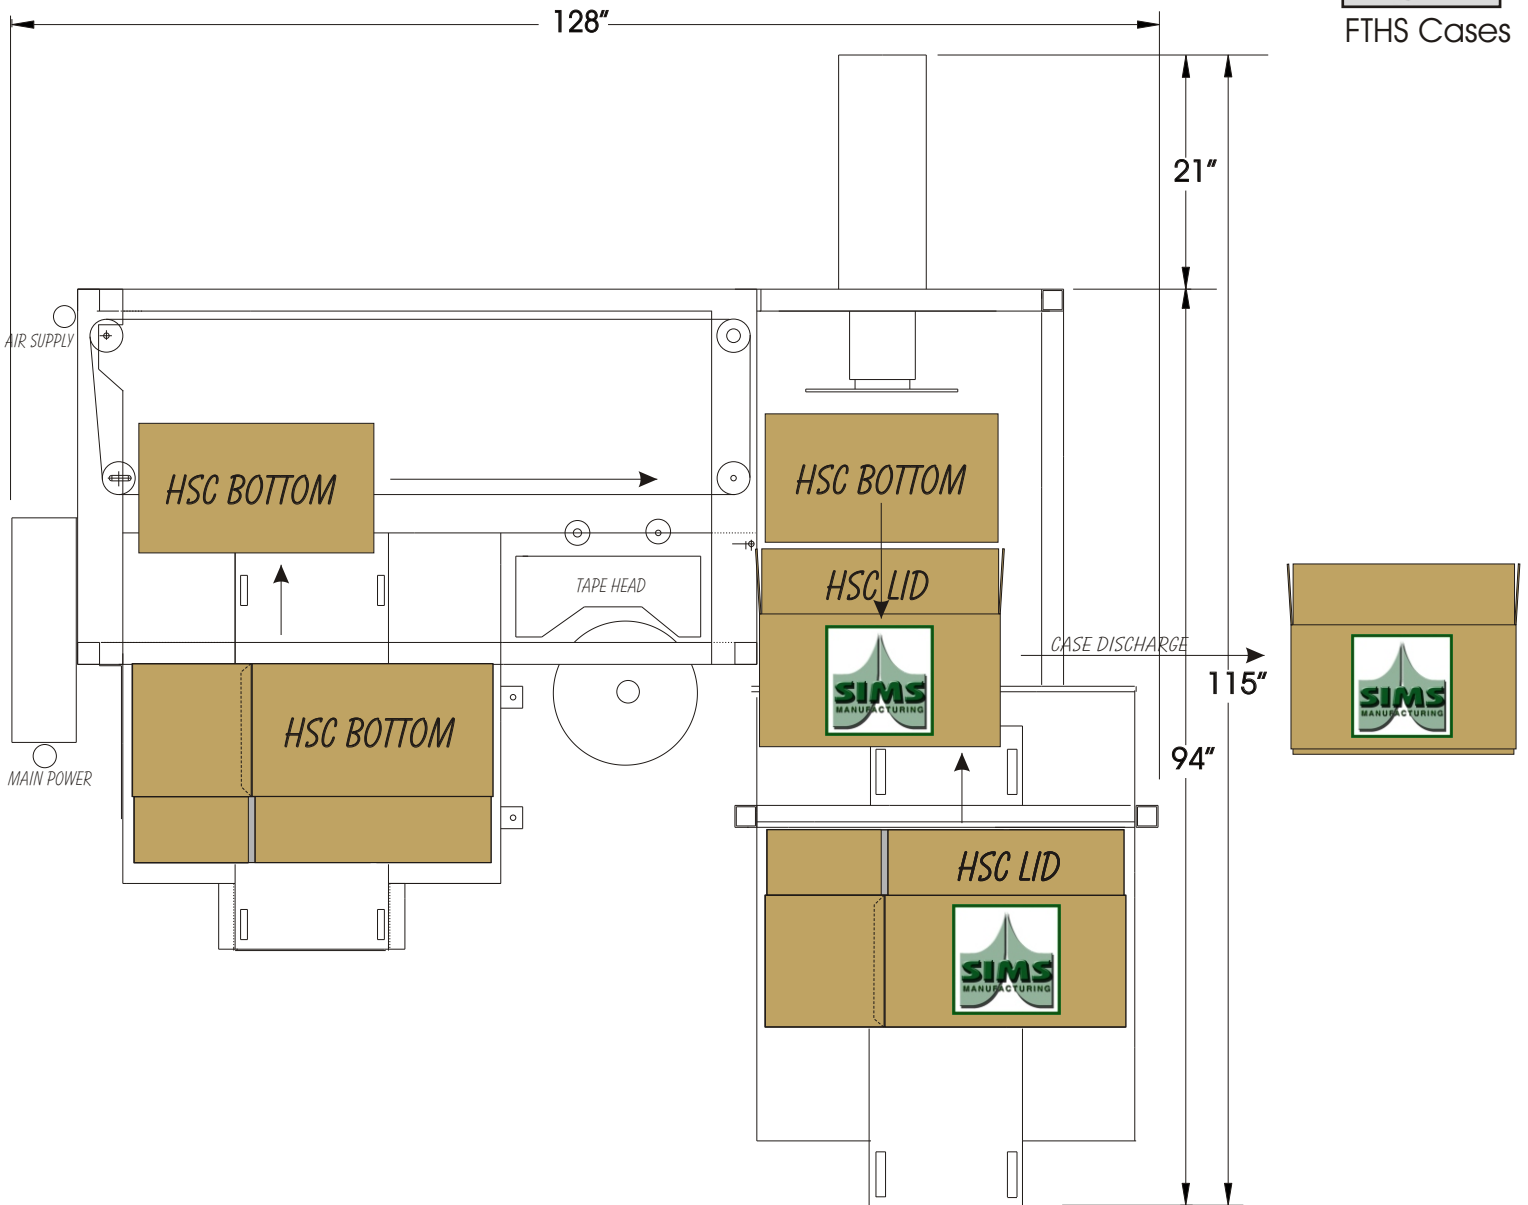 128"
FTHS Cases
21"
AIR SUPPLY
HSC BOTTOM
HSC BOTTOM
TAPE HEAD
HSC LID
CASE DISCHARGE
SIMS
MANUFACTURING
SIMS
MANUFACTURING
115"
HSC BOTTOM
94"
MAIN POWER
HSC LID
SIMS
MANUFACTURING